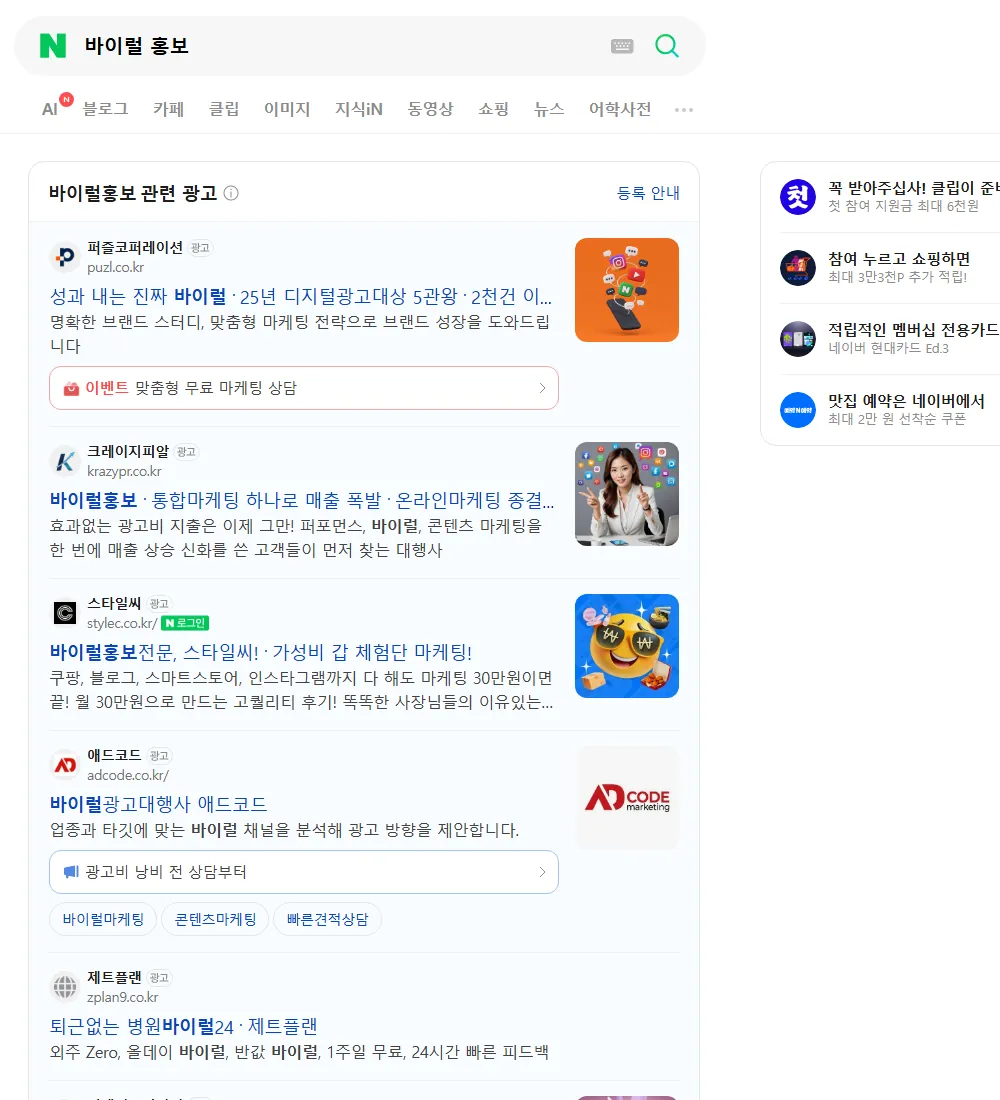 바이럴 홍보
AI N 블로그 카페 클립 이미지 지식iN 동영상 쇼핑 뉴스 어학사전
바이럴홍보 관련 광고
등록 안내
퍼즐코퍼레이션 광고
puzl.co.kr
성과 내는 진짜 바이럴 · 25년 디지털광고대상 5관왕 · 2천건 이...
명확한 브랜드 스터디, 맞춤형 마케팅 전략으로 브랜드 성장을 도와드립
니다
이벤트 맞춤형 무료 마케팅 상담
크레이지피알 광고
krazypr.co.kr
바이럴홍보 · 통합마케팅 하나로 매출 폭발 · 온라인마케팅 종결...
효과없는 광고비 지출은 이제 그만! 퍼포먼스, 바이럴, 콘텐츠 마케팅을
한 번에 매출 상승 신화를 쓴 고객들이 먼저 찾는 대행사
스타일씨 광고
stylec.co.kr/ N 로그인
바이럴홍보전문, 스타일씨! · 가성비 갑 체험단 마케팅!
쿠팡, 블로그, 스마트스토어, 인스타그램까지 다 해도 마케팅 30만원이면
끝! 월 30만원으로 만드는 고퀄리티 후기! 똑똑한 사장님들의 이유있는...
애드코드 광고
adcode.co.kr/
바이럴광고대행사 애드코드
업종과 타깃에 맞는 바이럴 채널을 분석해 광고 방향을 제안합니다.
AD CODE
marketing
광고비 낭비 전 상담부터
바이럴마케팅 콘텐츠마케팅 빠른견적상담
제트플랜 광고
zplan9.co.kr
퇴근없는 병원바이럴24 · 제트플랜
외주 Zero, 올데이 바이럴, 반값 바이럴, 1주일 무료, 24시간 빠른 피드백
첫
꼭 받아주십사! 클립이 준비
첫 참여 지원금 최대 6천원
참여 누르고 쇼핑하면
최대 3만3천P 추가 적립!
적립적인 멤버십 전용카드
네이버 현대카드 Ed.3
맛집 예약은 네이버에서
최대 2만 원 선착순 쿠폰